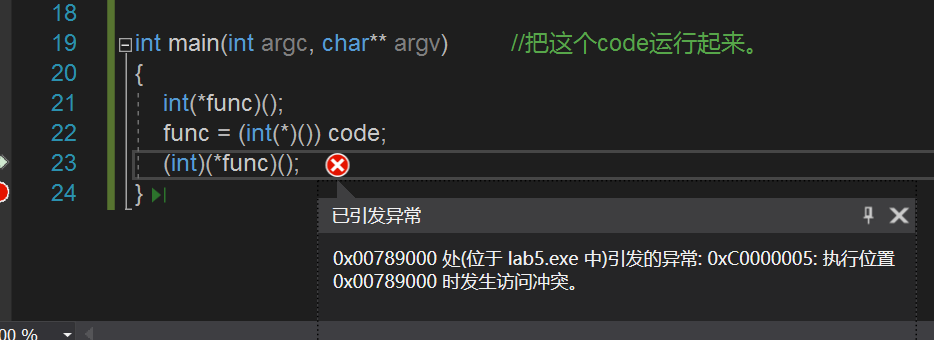 18
19 int main(int argc, char** argv) //把这个code运行起来。
20 {
21 int(*func)();
22 func = (int(*)()) code;
23 (int)(*func)();
24 }
已引发异常
0x00789000 处(位于 lab5.exe 中)引发的异常: 0xC0000005: 执行位置
0x00789000 时发生访问冲突。
00 %